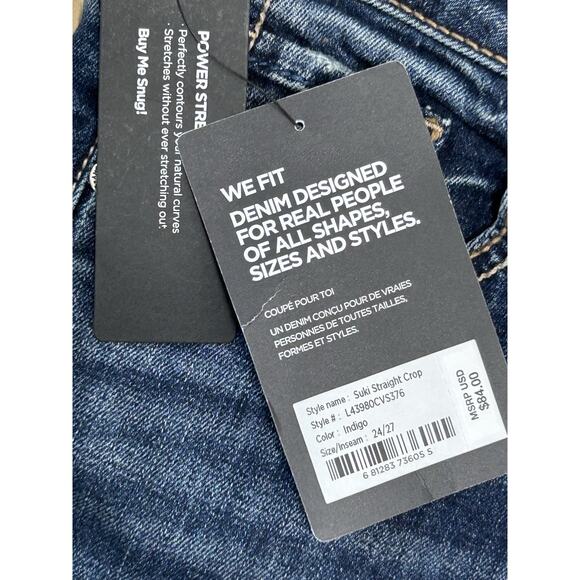 POWER STRE
• Perfectly contours your natural curves
• Stretches without ever stretching out
Buy Me Snug!
WE FIT
DENIM DESIGNED
FOR REAL PEOPLE
OF ALL SHAPES,
SIZES AND STYLES.
COUPÉ POUR TOI
UN DENIM CONÇU POUR DE VRAIES
PERSONNES DE TOUTES TAILLES,
FORMES ET STYLES.
Style name : Suki Straight Crop
Style # : L43980CVS376
Color : Indigo
Size/Inseam : 24/27
6 81283 73605 5
MSRP USD
$84.00